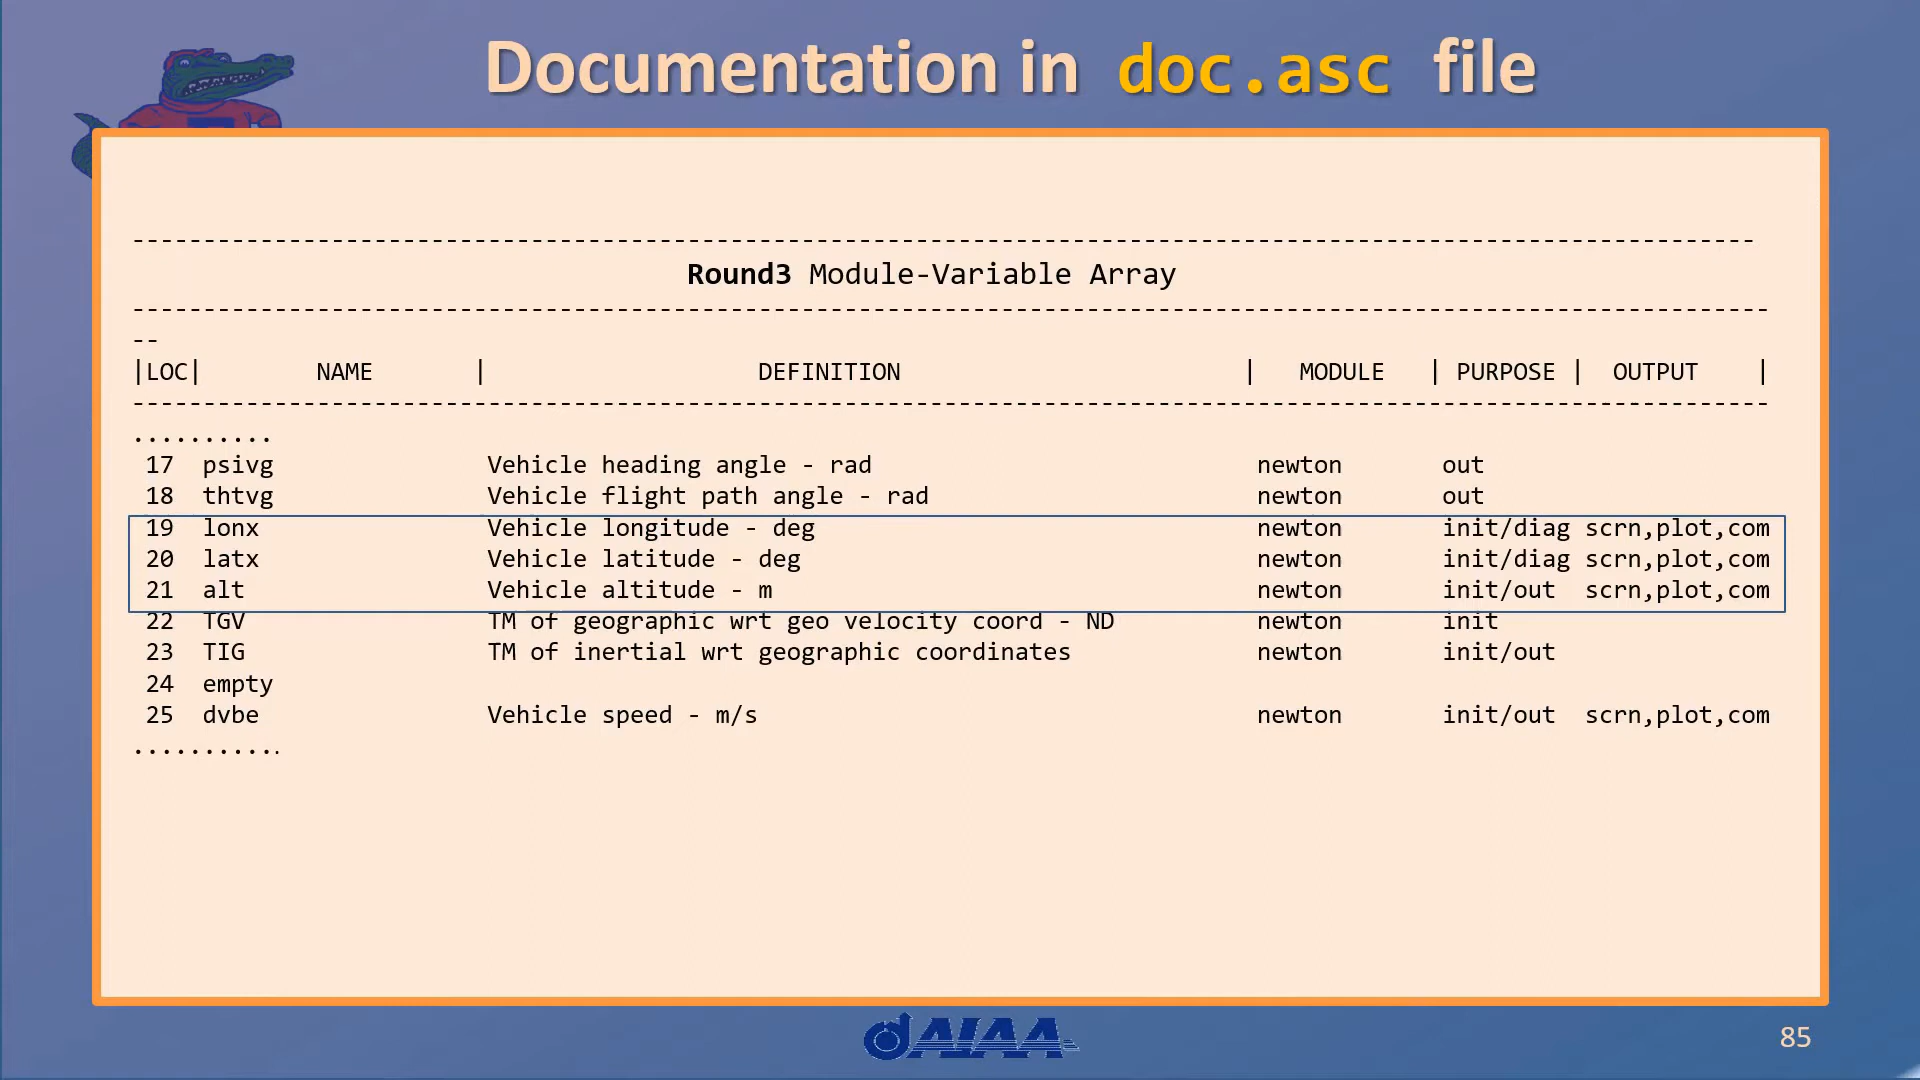 Documentation in doc.asc file
------------------------------------------------------------------------------------------------------------------
Round3 Module-Variable Array
-------------------------------------------------------------------------------------------------------------------
--
|LOC| NAME | DEFINITION | MODULE | PURPOSE | OUTPUT |
-------------------------------------------------------------------------------------------------------------------
..........
17 psivg Vehicle heading angle - rad newton out
18 thtvg Vehicle flight path angle - rad newton out
19 lonx Vehicle longitude - deg newton init/diag scrn,plot,com
20 latx Vehicle latitude - deg newton init/diag scrn,plot,com
21 alt Vehicle altitude - m newton init/out scrn,plot,com
22 TGV TM of geographic wrt geo velocity coord - ND newton init
23 TIG TM of inertial wrt geographic coordinates newton init/out
24 empty
25 dvbe Vehicle speed - m/s newton init/out scrn,plot,com
...........
AIAA
85